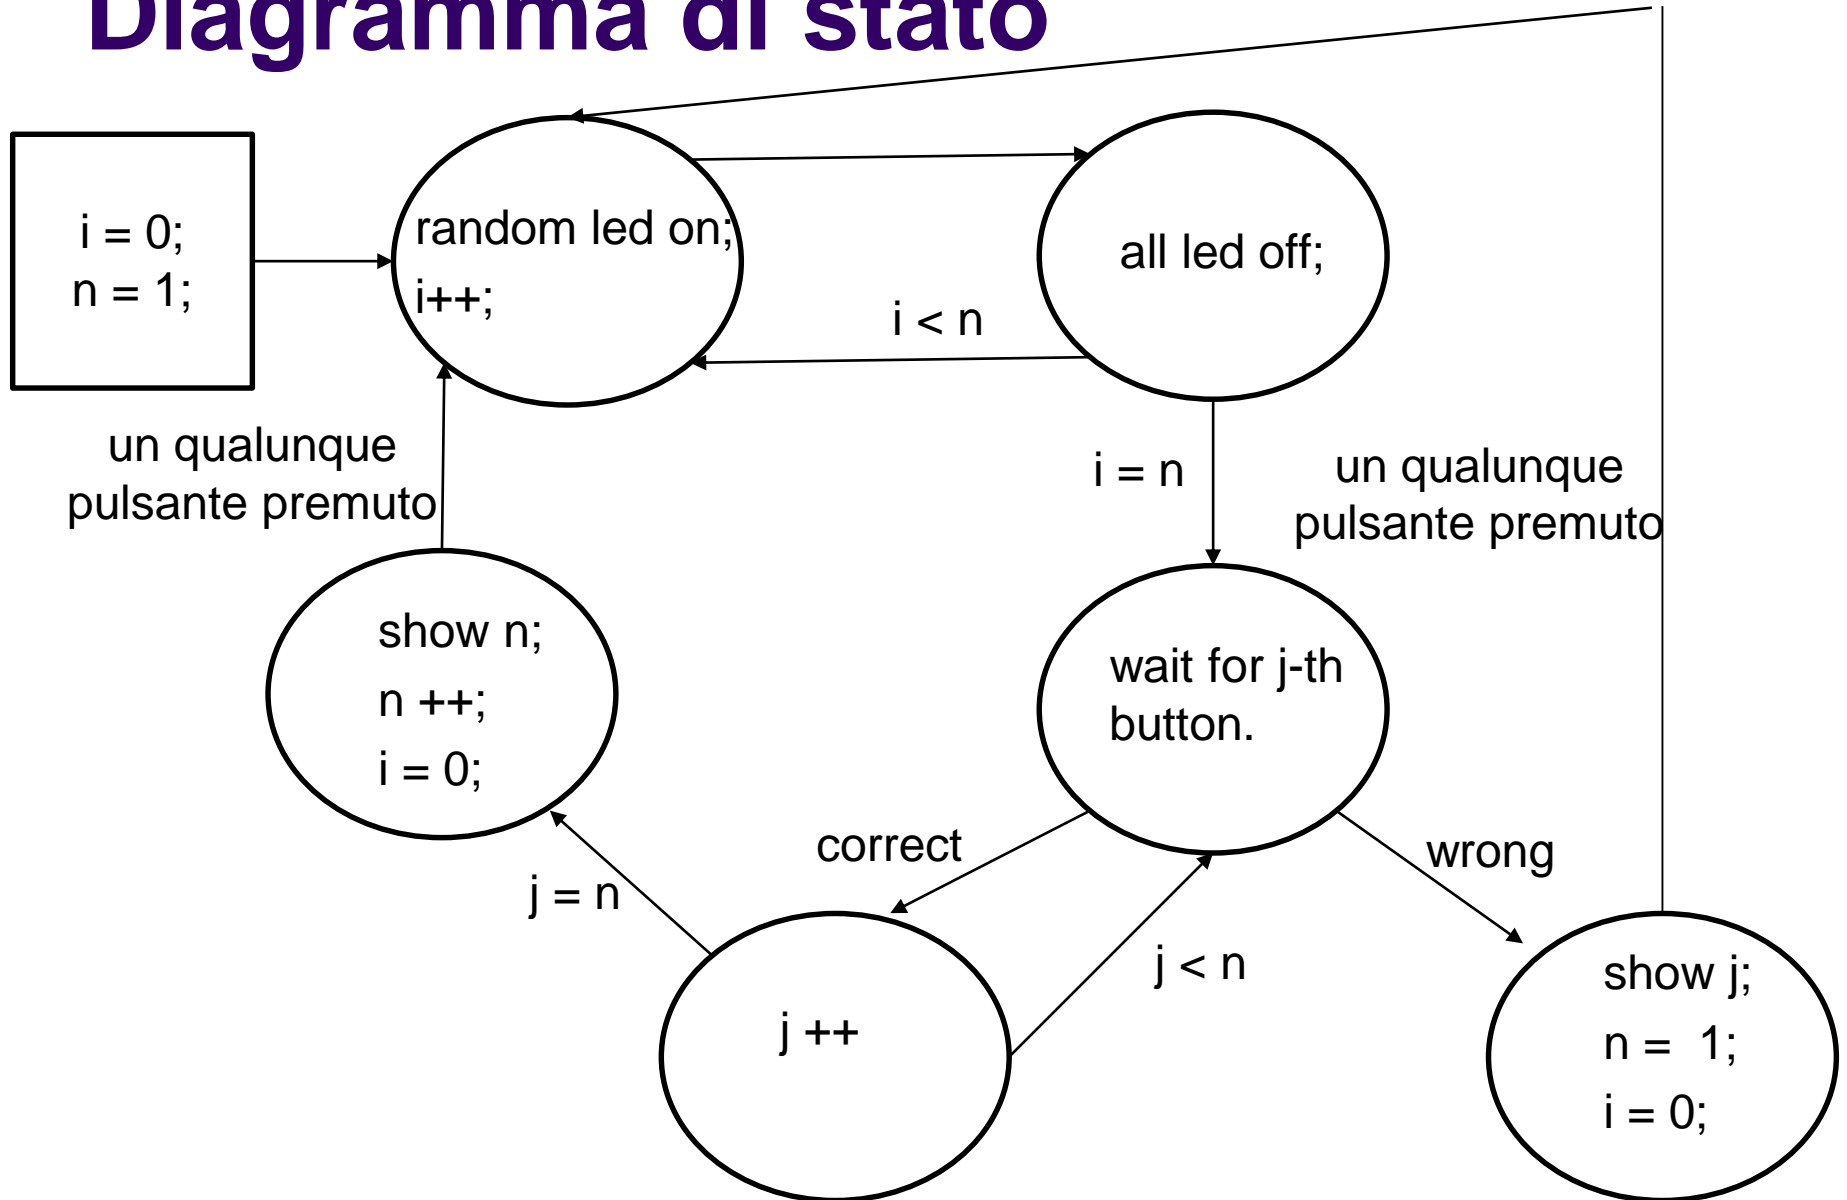 Diagramma di stato
i = 0;
n = 1;
random led on;
i++;
all led off;
i < n
un qualunque
pulsante premuto
i = n
un qualunque
pulsante premuto
show n;
n ++;
i = 0;
wait for j-th
button.
correct
wrong
j = n
j < n
j ++
show j;
n =  1;
i = 0;